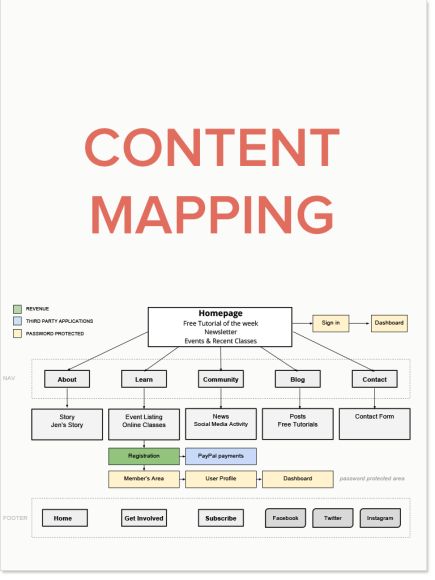 CONTENT
MAPPING
REVENUE
THIRD PARTY APPLICATIONS
PASSWORD PROTECTED
Homepage
Free Tutorial of the week
Newsletter
Events & Recent Classes
Sign in
Dashboard
NAV
About
Learn
Community
Blog
Contact
Story
Jen's Story
Event Listing
Online Classes
News
Social Media Activity
Posts
Free Tutorials
Contact Form
Registration
PayPal payments
Member's Area
User Profile
Dashboard
password protected area
FOOTER
Home
Get Involved
Subscribe
Facebook
Twitter
Instagram